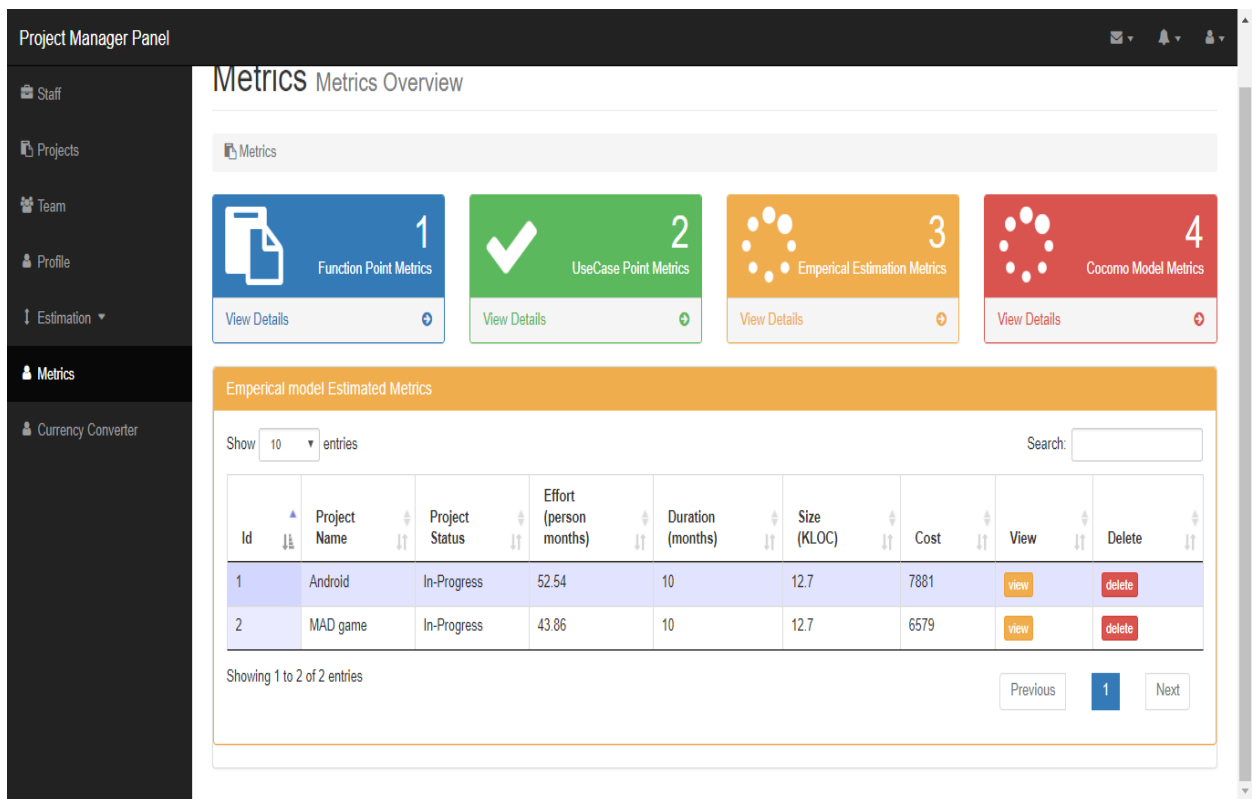 Project Manager Panel
Staff
Projects
Team
Profile
Estimation
Metrics
Currency Converter
Metrics Metrics Overview
Metrics
1
Function Point Metrics
View Details
2
UseCase Point Metrics
View Details
3
Emperical Estimation Metrics
View Details
4
Cocomo Model Metrics
View Details
Emperical model Estimated Metrics
Show 10 entries
Search:
Id Project Name Project Status Effort (person months) Duration (months) Size (KLOC) Cost View Delete
1 Android In-Progress 52.54 10 12.7 7881 view delete
2 MAD game In-Progress 43.86 10 12.7 6579 view delete
Showing 1 to 2 of 2 entries
Previous 1 Next